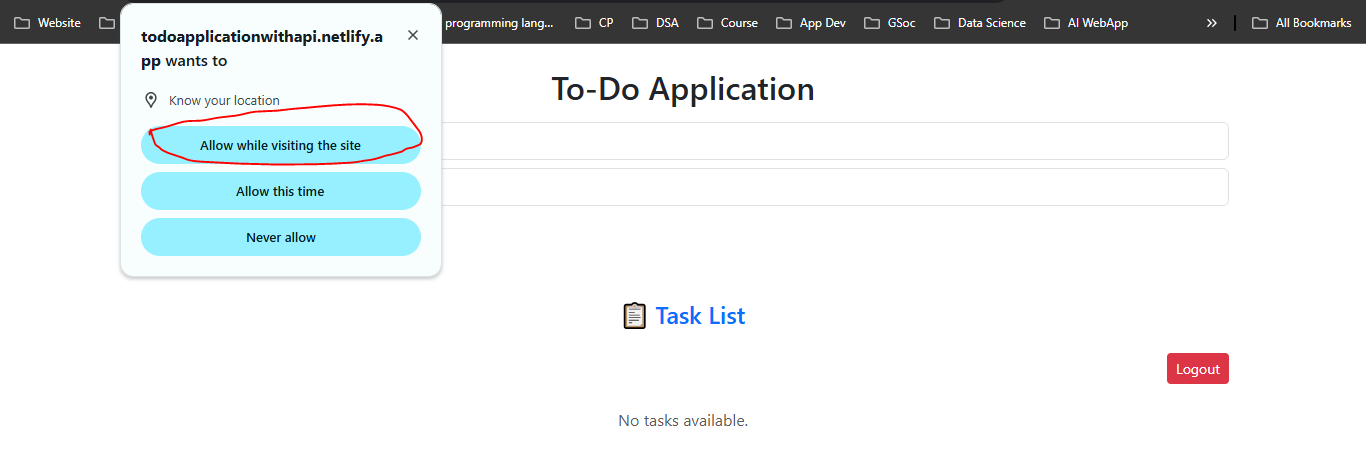 Website
programming lang...
CP
DSA
Course
App Dev
GSoc
Data Science
AI WebApp
All Bookmarks
todoapplicationwithapi.netlify.a
pp wants to
Know your location
Allow while visiting the site
Allow this time
Never allow
To-Do Application
Task List
Logout
No tasks available.